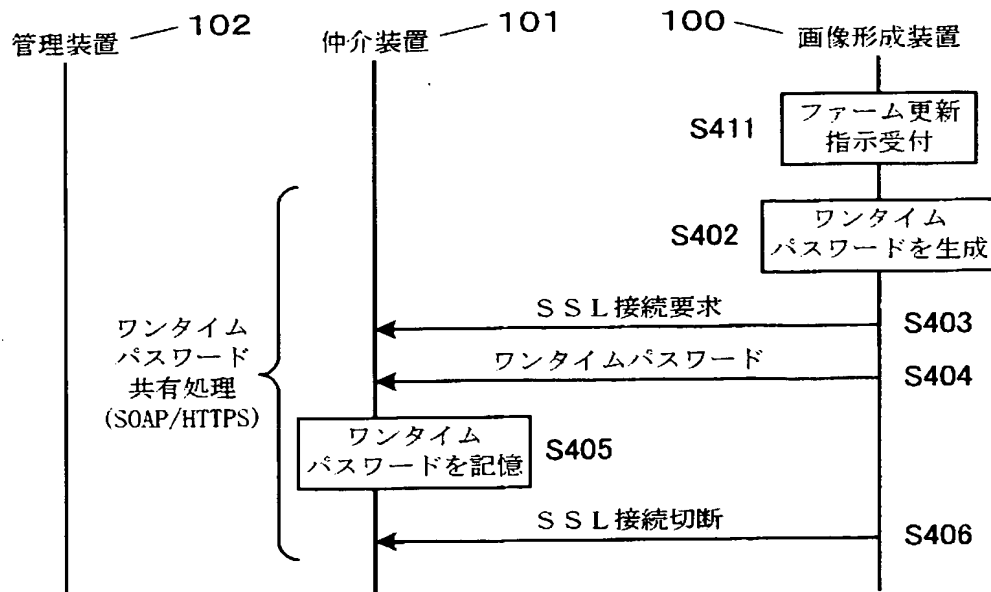 管理装置 102
仲介装置 101
100 画像形成装置
S411
ファーム更新
指示受付
S402
ワンタイム
パスワードを生成
SSL接続要求
S403
ワンタイムパスワード
S404
ワンタイム
パスワード
共有処理
(SOAP/HTTPS)
ワンタイム
パスワードを記憶
S405
SSL接続切断
S406